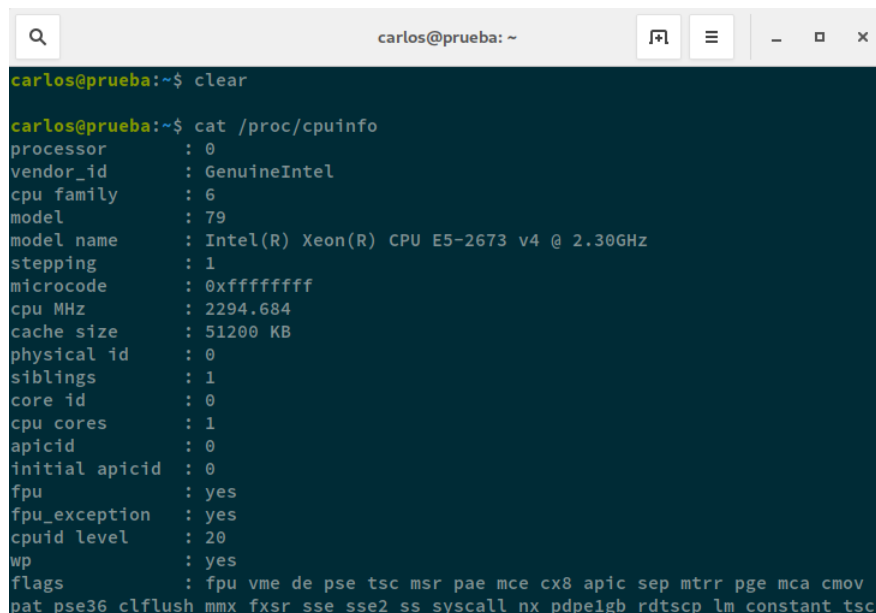 carlos@prueba: ~
carlos@prueba:~$ clear
carlos@prueba:~$ cat /proc/cpuinfo
processor : 0
vendor_id : GenuineIntel
cpu family : 6
model : 79
model name : Intel(R) Xeon(R) CPU E5-2673 v4 @ 2.30GHz
stepping : 1
microcode : 0xffffffff
cpu MHz : 2294.684
cache size : 51200 KB
physical id : 0
siblings : 1
core id : 0
cpu cores : 1
apicid : 0
initial apicid : 0
fpu : yes
fpu_exception : yes
cpuid level : 20
wp : yes
flags : fpu vme de pse tsc msr pae mce cx8 apic sep mtrr pge mca cmov
pat pse36 clflush mmx fxsr sse sse2 ss syscall nx pdpe1gb rdtscp lm constant_tsc